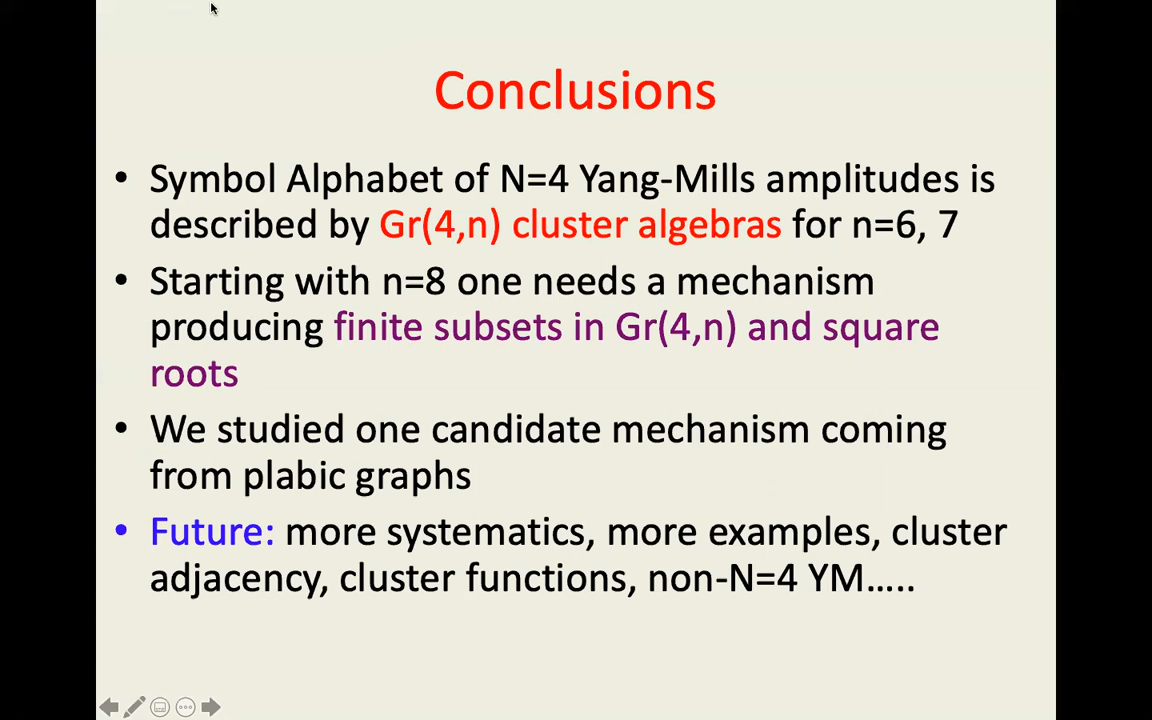 Conclusions
• Symbol Alphabet of N=4 Yang-Mills amplitudes is
described by Gr(4,n) cluster algebras for n=6, 7
• Starting with n=8 one needs a mechanism
producing finite subsets in Gr(4,n) and square
roots
• We studied one candidate mechanism coming
from plabic graphs
• Future: more systematics, more examples, cluster
adjacency, cluster functions, non-N=4 YM.....